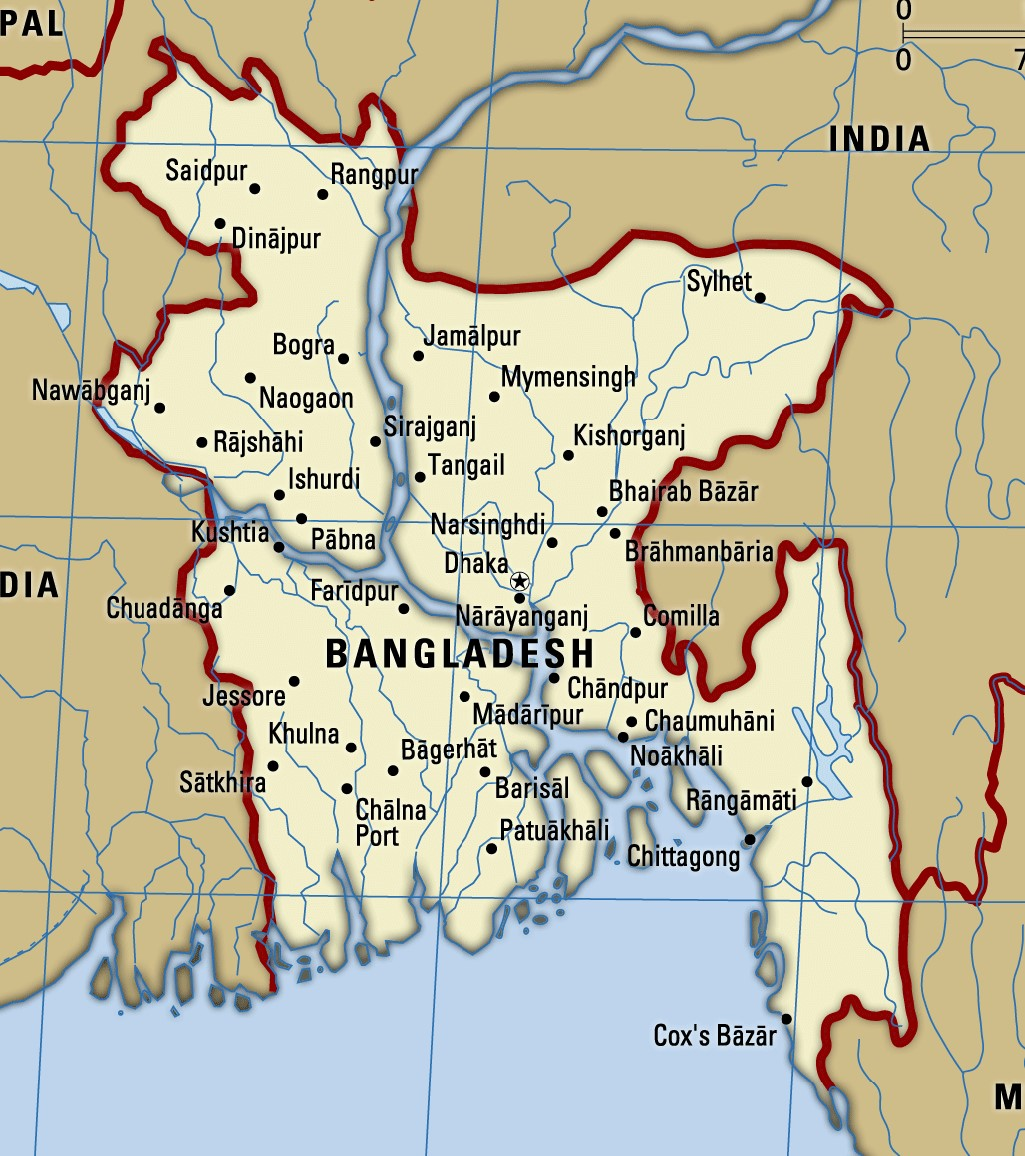 PAL
0
0
7
INDIA
Saidpur
Rangpur
Dinājpur
Sylhet
Bogra
Jamālpur
Nawābganj
Naogaon
Mymensingh
Rājshāhi
Sirajganj
Kishorganj
Ishurdi
Tangail
Bhairab Bāzār
Kushtia
Pābna
Narsinghdi
Brāhmanbāria
Dhaka
DIA
Chuadānga
Farīdpur
Nārāyanganj
Comilla
BANGLADESH
Jessore
Chāndpur
Mādārīpur
Chaumuhāni
Khulna
Bāgerhāt
Noākhāli
Sātkhira
Barisāl
Rāngāmāti
Chālna
Port
Patuākhāli
Chittagong
Cox's Bāzār
M